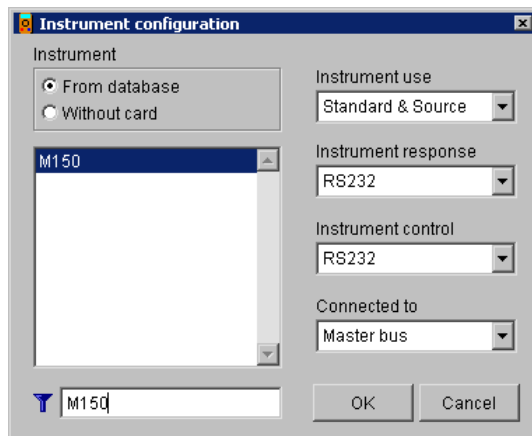 Instrument configuration
Instrument
From database
Without card
M150
M150
Instrument use
Standard & Source
Instrument response
RS232
Instrument control
RS232
Connected to
Master bus
OK
Cancel